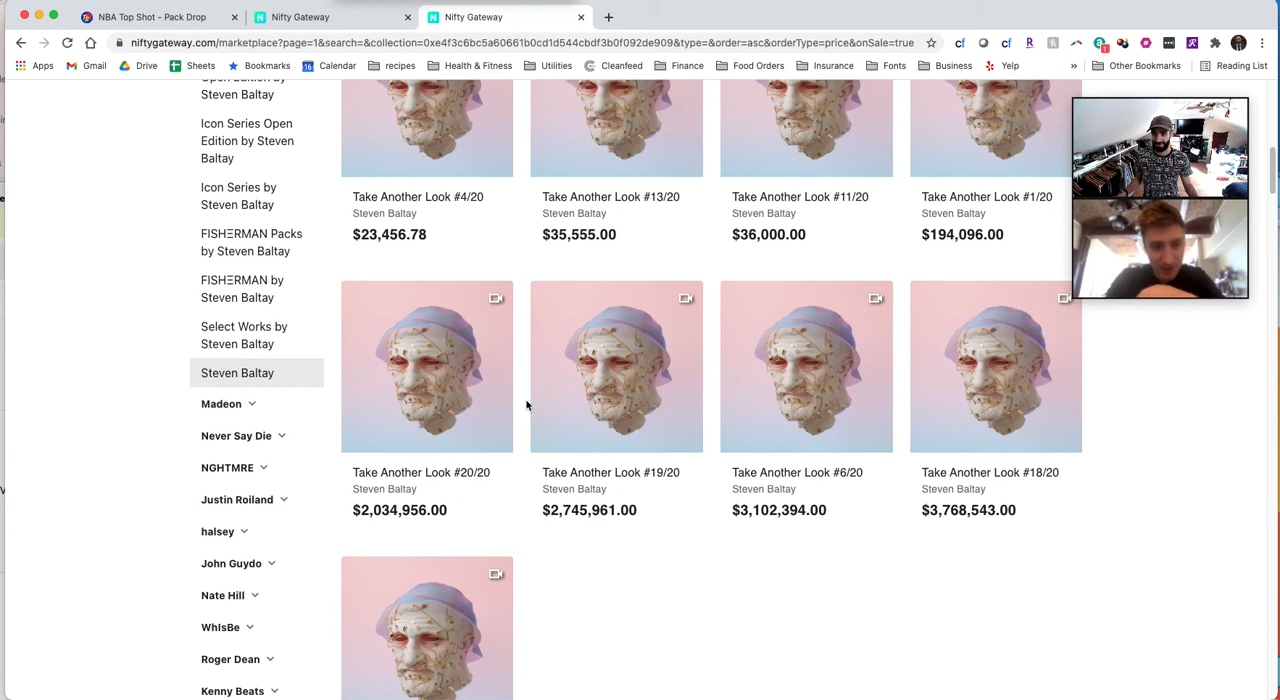 NBA Top Shot - Pack Drop
Nifty Gateway
Nifty Gateway
niftygateway.com/marketplace?page=1&search=&collection=0xe4f3c6bc5a60661b0cd1d544cbdf3b0f092de909&type=&order=asc&orderType=price&onSale=true
Apps Gmail Drive Sheets Bookmarks Calendar recipes Health & Fitness Utilities Cleanfeed Finance Food Orders Insurance Fonts Business Yelp » Other Bookmarks Reading List
Open Edition by
Steven Baltay
Icon Series Open
Edition by Steven
Baltay
Icon Series by
Steven Baltay
FISHΞRMAN Packs
by Steven Baltay
FISHΞRMAN by
Steven Baltay
Select Works by
Steven Baltay
Steven Baltay
Madeon
Never Say Die
NGHTMRE
Justin Roiland
halsey
John Guydo
Nate Hill
WhIsBe
Roger Dean
Kenny Beats
Take Another Look #4/20
Steven Baltay
$23,456.78
Take Another Look #13/20
Steven Baltay
$35,555.00
Take Another Look #11/20
Steven Baltay
$36,000.00
Take Another Look #1/20
Steven Baltay
$194,096.00
Take Another Look #20/20
Steven Baltay
$2,034,956.00
Take Another Look #19/20
Steven Baltay
$2,745,961.00
Take Another Look #6/20
Steven Baltay
$3,102,394.00
Take Another Look #18/20
Steven Baltay
$3,768,543.00